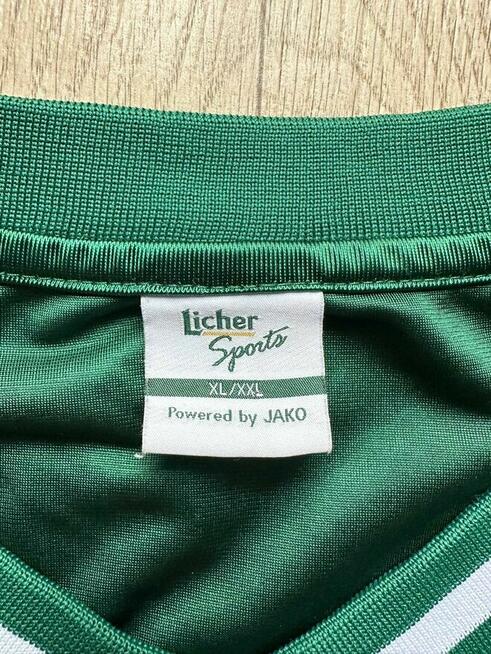 Licher
Sports
XL/XXL
Powered by JAKO